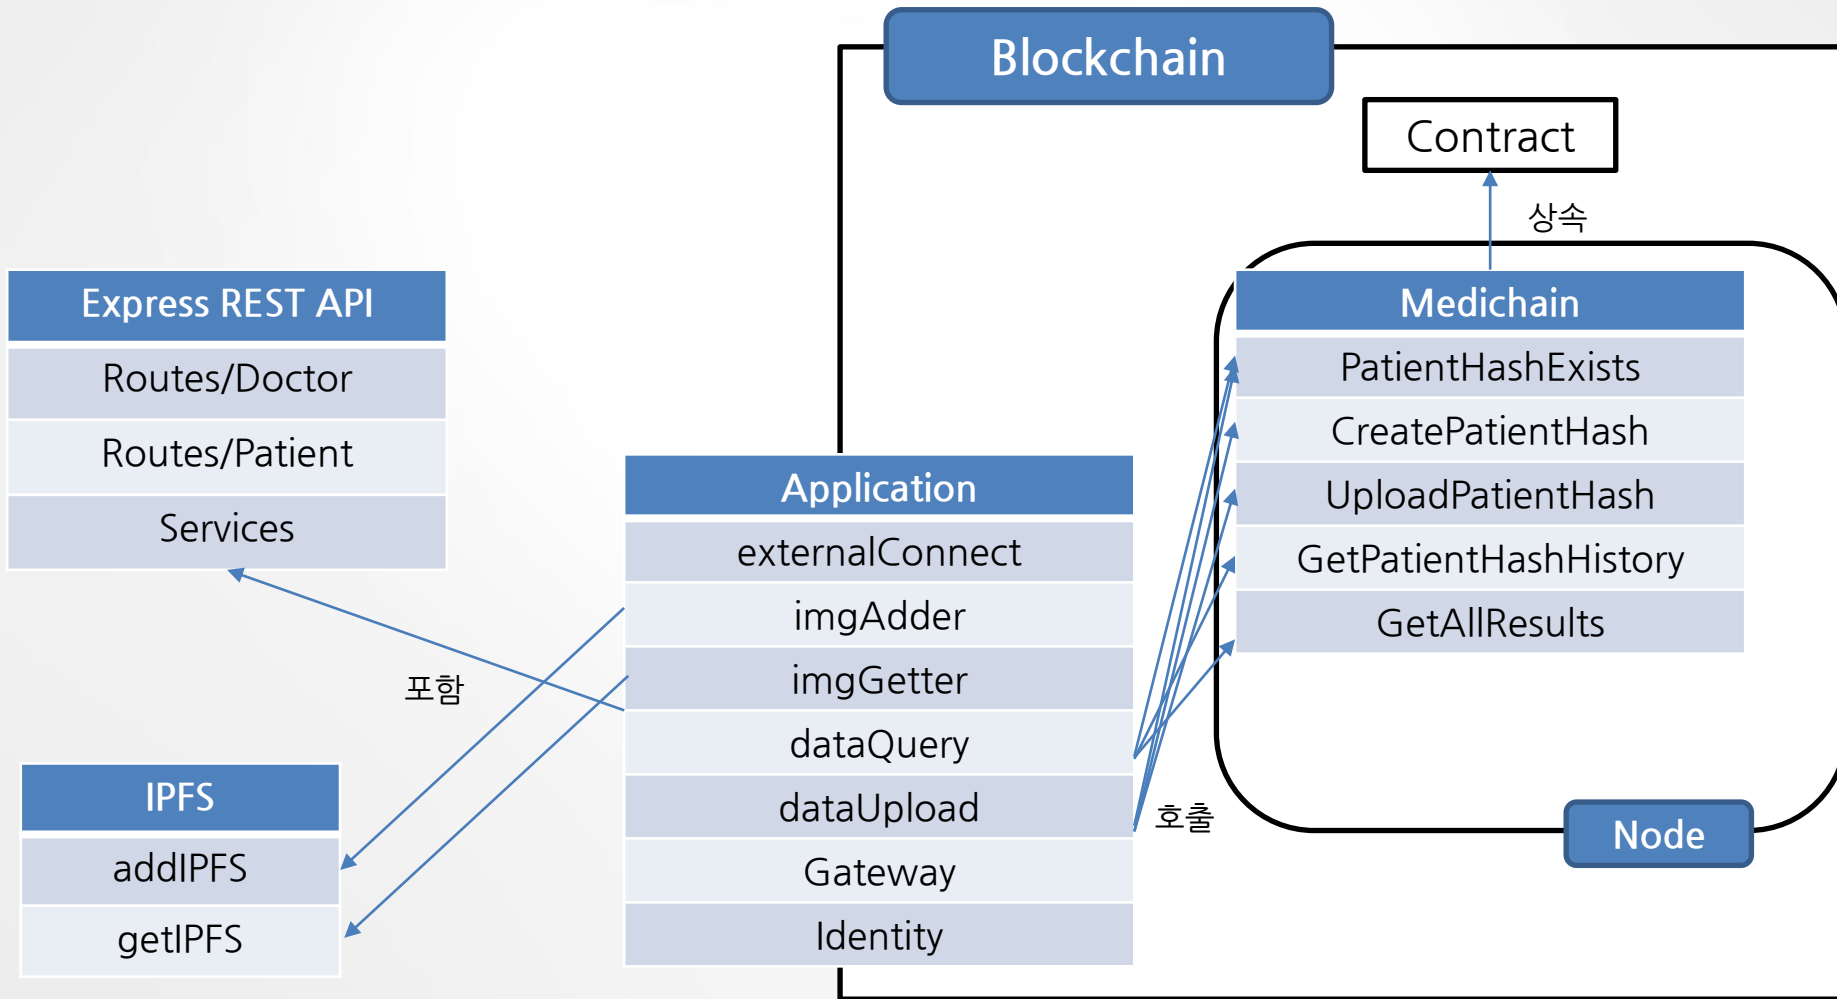 Blockchain
Contract
상속
Express REST API
Routes/Doctor
Routes/Patient
Services
포함
IPFS
addIPFS
getIPFS
Application
externalConnect
imgAdder
imgGetter
dataQuery
dataUpload
Gateway
Identity
호출
Medichain
PatientHashExists
CreatePatientHash
UploadPatientHash
GetPatientHashHistory
GetAllResults
Node